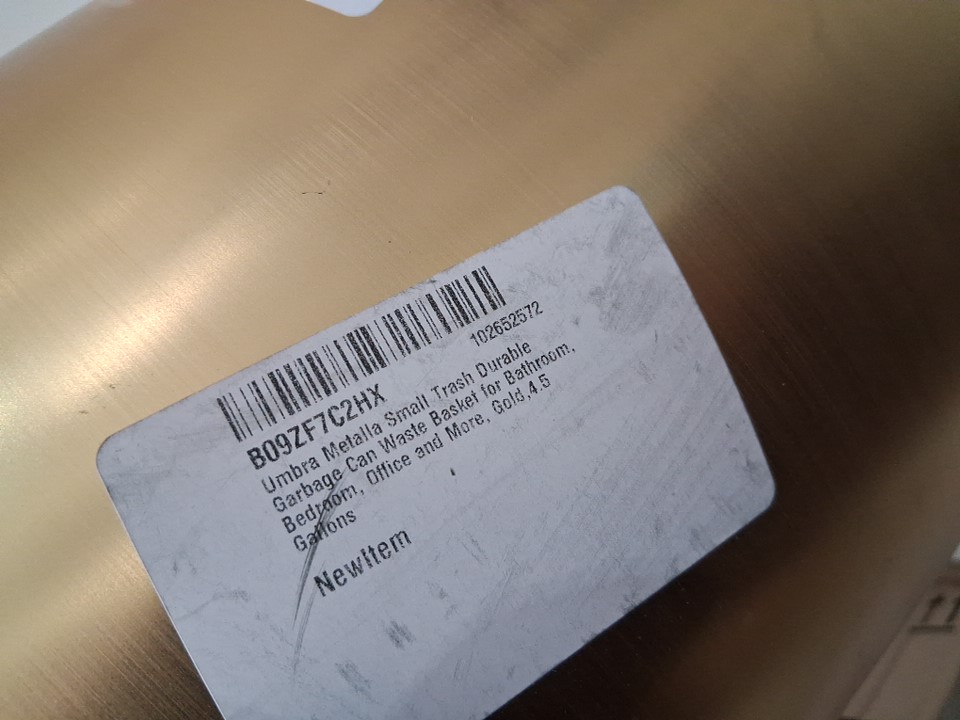 102652572
B09ZF7C2HX
Umbra Metalla Small Trash Durable
Garbage Can Waste Basket for Bathroom,
Bedroom, Office and More, Gold,4.5
Gallons
NewItem